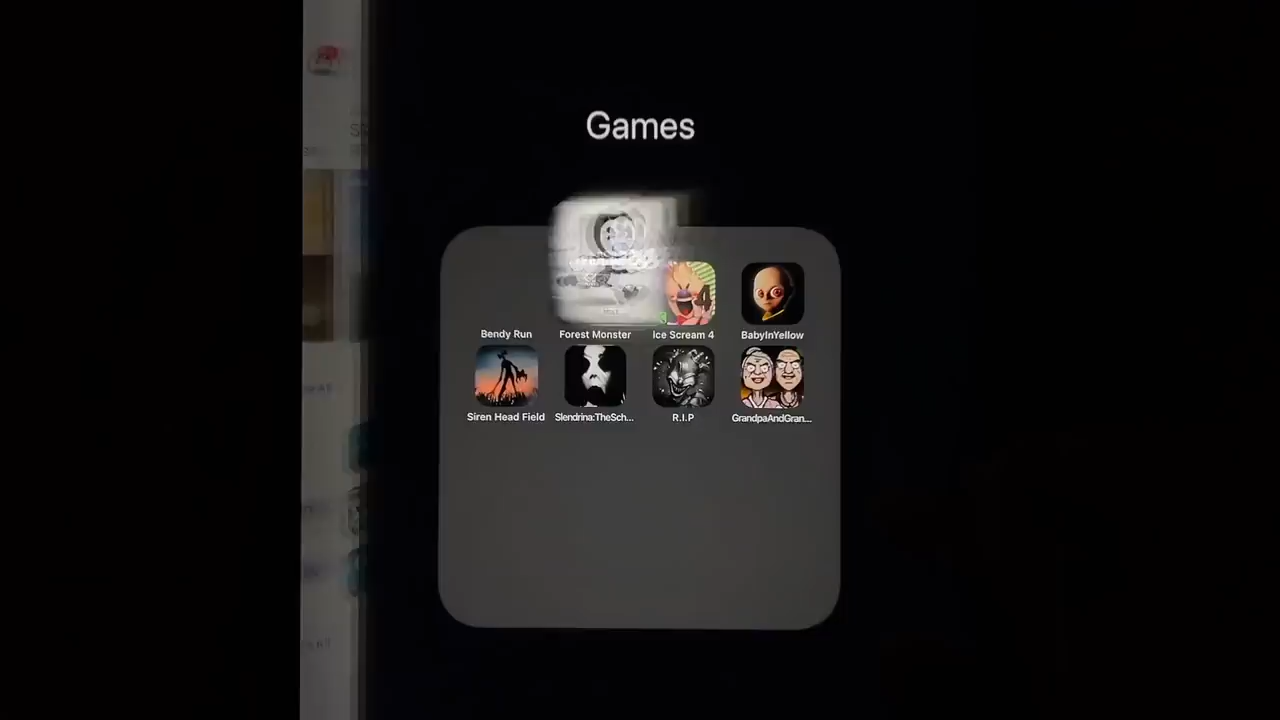 Games
Bendy Run
Forest Monster
Ice Scream 4
BabyInYellow
Siren Head Field
Slendrina:TheSch...
R.I.P
GrandpaAndGran...